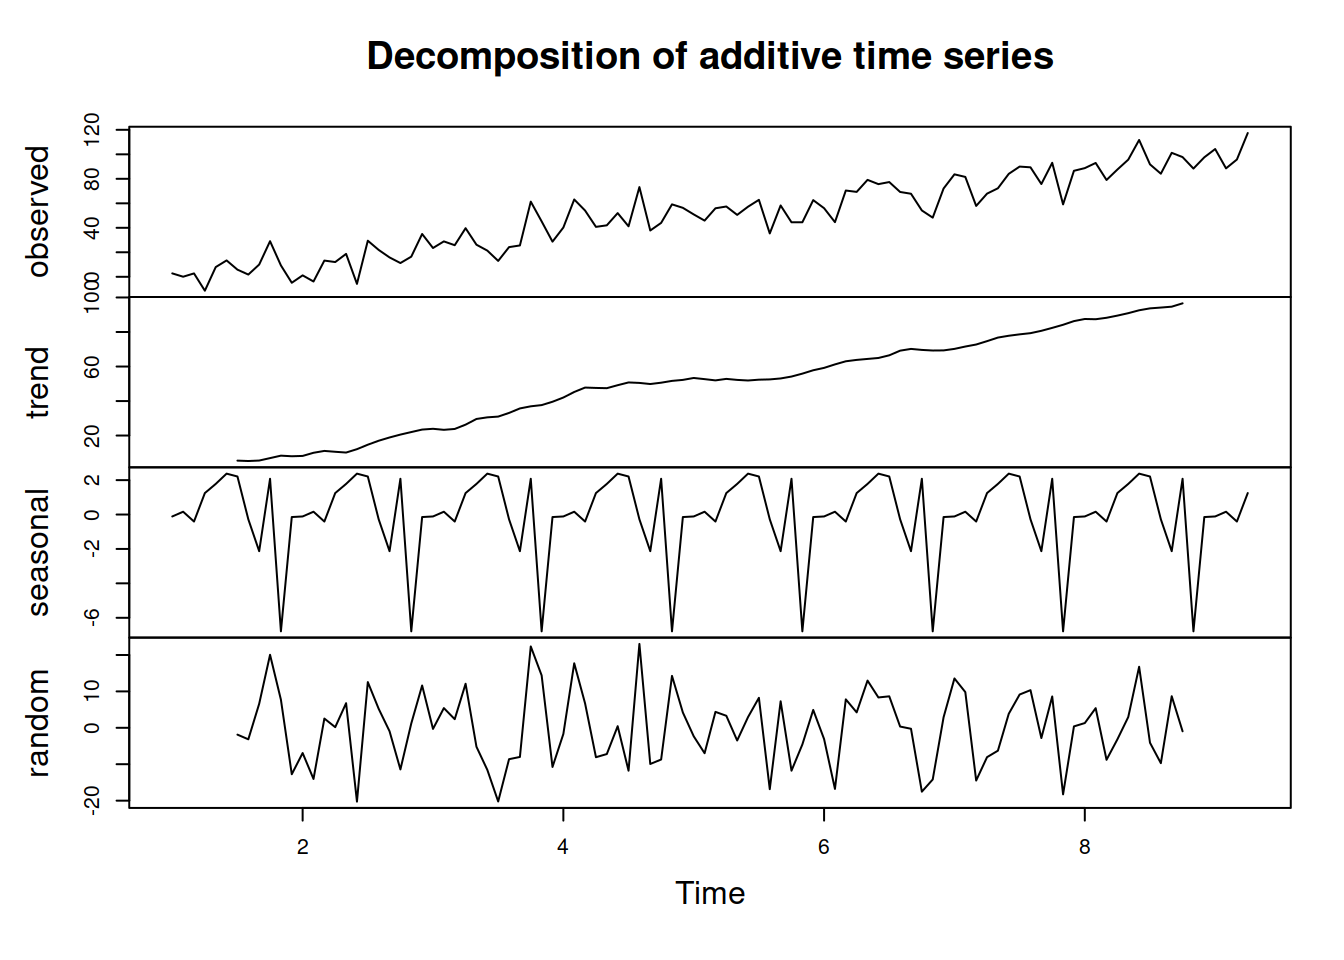 Decomposition of additive time series
observed
0 40 80 120
trend
20 60 100
seasonal
-6 -2 0 2
random
-20 0 10
2 4 6 8
Time